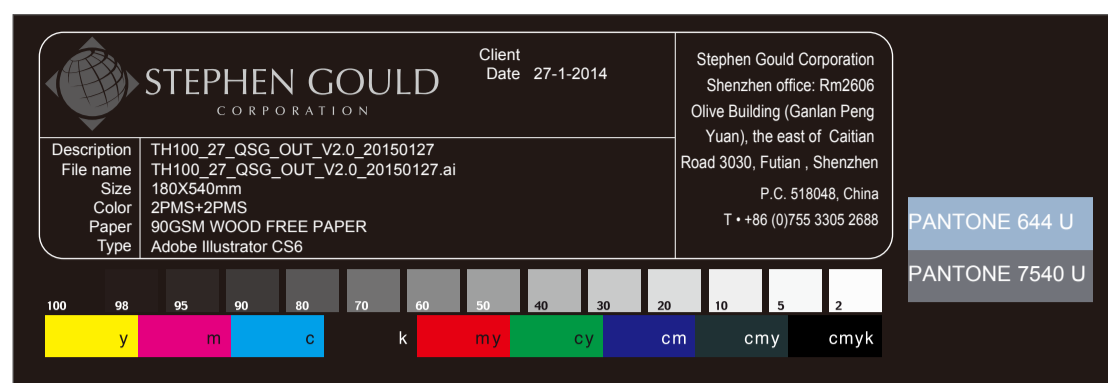 STEPHEN GOULD
CORPORATION
Client
Date 27-1-2014
Stephen Gould Corporation
Shenzhen office: Rm2606
Olive Building (Ganlan Peng
Yuan), the east of Caitian
Road 3030, Futian , Shenzhen
P.C. 518048, China
T • +86 (0)755 3305 2688
Description TH100_27_QSG_OUT_V2.0_20150127
File name TH100_27_QSG_OUT_V2.0_20150127.ai
Size 180X540mm
Color 2PMS+2PMS
Paper 90GSM WOOD FREE PAPER
Type Adobe Illustrator CS6
PANTONE 644 U
PANTONE 7540 U
100 98 95 90 80 70 60 50 40 30 20 10 5 2
y m c k my cy cm cmy cmyk